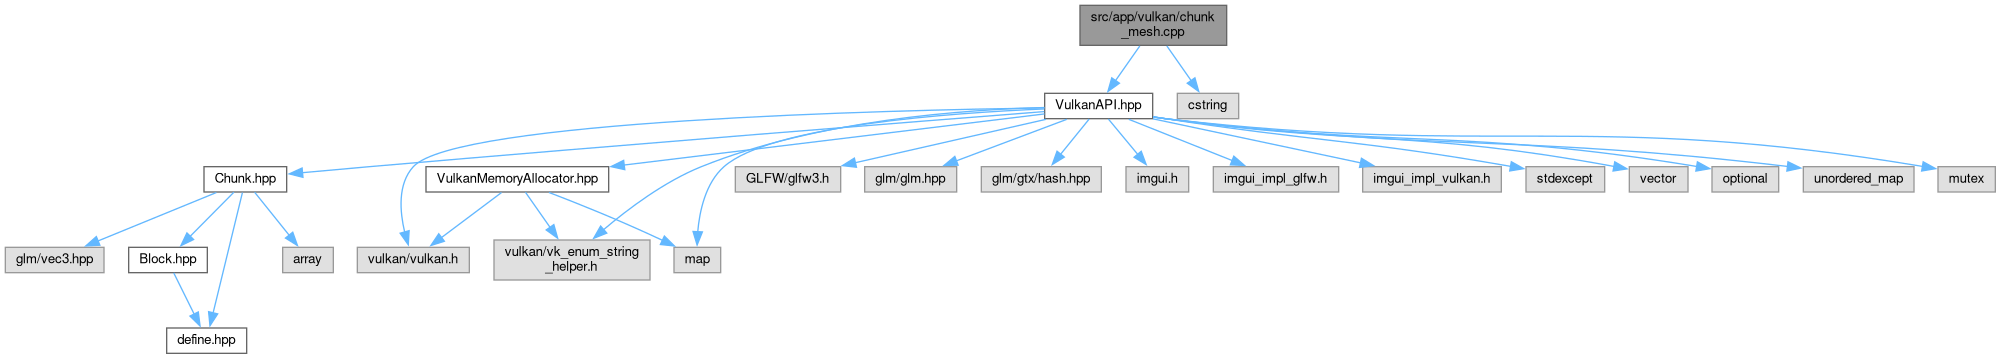 src/app/vulkan/chunk
_mesh.cpp
VulkanAPI.hpp
cstring
Chunk.hpp
VulkanMemoryAllocator.hpp
GLFW/glfw3.h
glm/glm.hpp
glm/gtx/hash.hpp
imgui.h
imgui_impl_glfw.h
imgui_impl_vulkan.h
stdexcept
vector
optional
unordered_map
mutex
glm/vec3.hpp
Block.hpp
array
vulkan/vulkan.h
vulkan/vk_enum_string
_helper.h
map
define.hpp